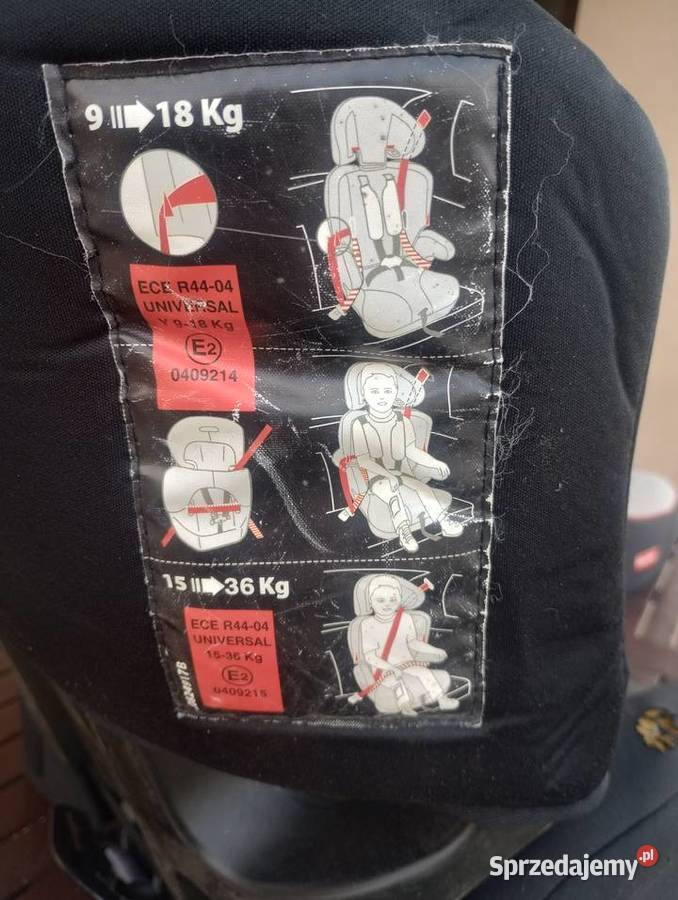 9 18 Kg
ECE R44-04
UNIVERSAL
Y 9-18 Kg
E2
0409214
15 36 Kg
ECE R44-04
UNIVERSAL
15-36 Kg
E2
0409215
Sprzedajemy.pl